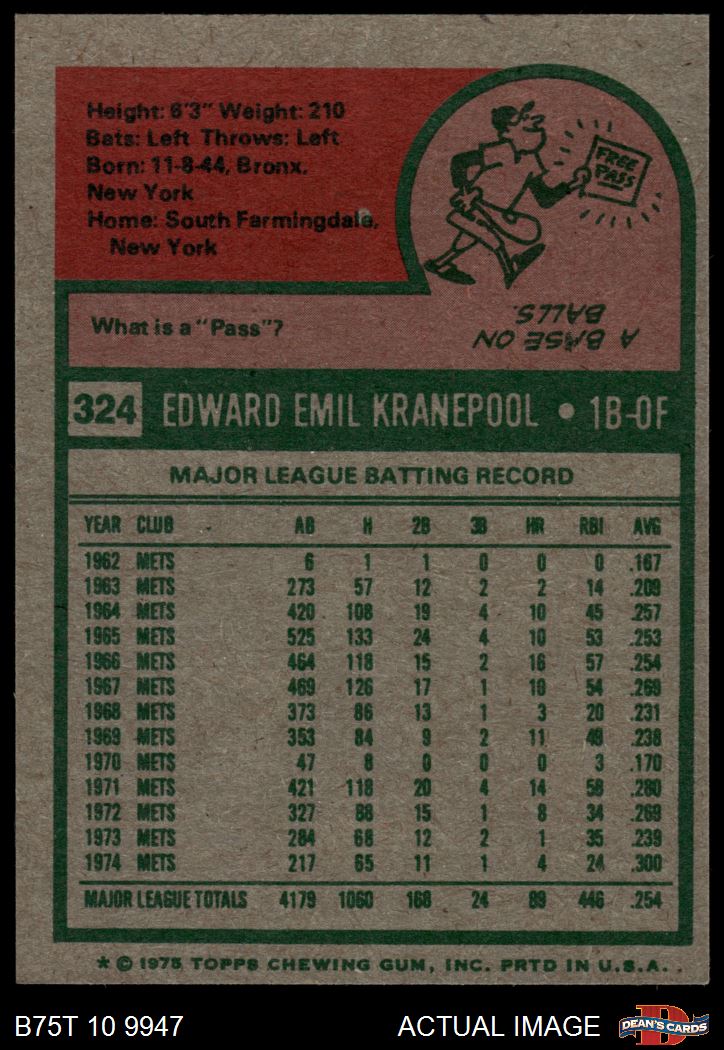 Height: 6'3" Weight: 210
Bats: Left Throws: Left
Born: 11-8-44, Bronx,
New York
Home: South Farmingdale,
New York
FREE
PASS
What is a "Pass"?
A BASE ON
BALLS.
324 EDWARD EMIL KRANEPOOL • 1B-OF
MAJOR LEAGUE BATTING RECORD
YEAR CLUB AB H 2B 3B HR RBI AVG
1962 METS 6 1 1 0 0 0 .167
1963 METS 273 57 12 2 2 14 .209
1964 METS 420 108 19 4 10 45 .257
1965 METS 525 133 24 4 10 53 .253
1966 METS 464 118 15 2 16 57 .254
1967 METS 469 126 17 1 10 54 .269
1968 METS 373 86 13 1 3 20 .231
1969 METS 353 84 9 2 11 49 .238
1970 METS 47 8 0 0 0 3 .170
1971 METS 421 118 20 4 14 58 .280
1972 METS 327 88 15 1 8 34 .269
1973 METS 284 68 12 2 1 35 .239
1974 METS 217 65 11 1 4 24 .300
MAJOR LEAGUE TOTALS 4179 1060 168 24 89 446 .254
* © 1975 TOPPS CHEWING GUM, INC. PRTD IN U.S.A.
B75T 10 9947 ACTUAL IMAGE DEAN'S CARDS